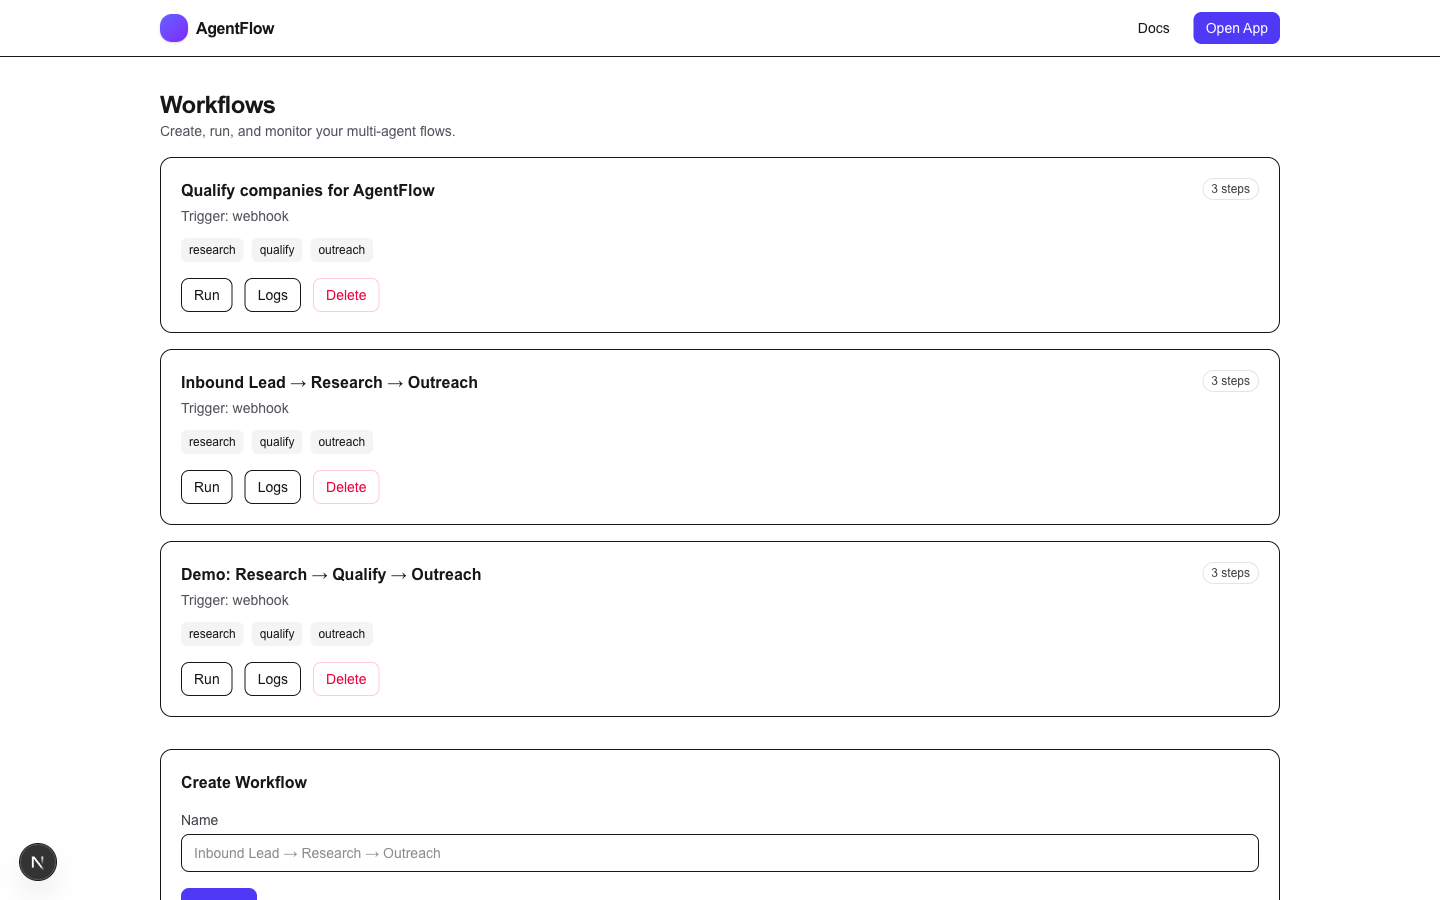 AgentFlow
Docs
Open App
Workflows
Create, run, and monitor your multi-agent flows.
Qualify companies for AgentFlow
3 steps
Trigger: webhook
research qualify outreach
Run Logs Delete
Inbound Lead → Research → Outreach
3 steps
Trigger: webhook
research qualify outreach
Run Logs Delete
Demo: Research → Qualify → Outreach
3 steps
Trigger: webhook
research qualify outreach
Run Logs Delete
Create Workflow
Name
Inbound Lead → Research → Outreach
N